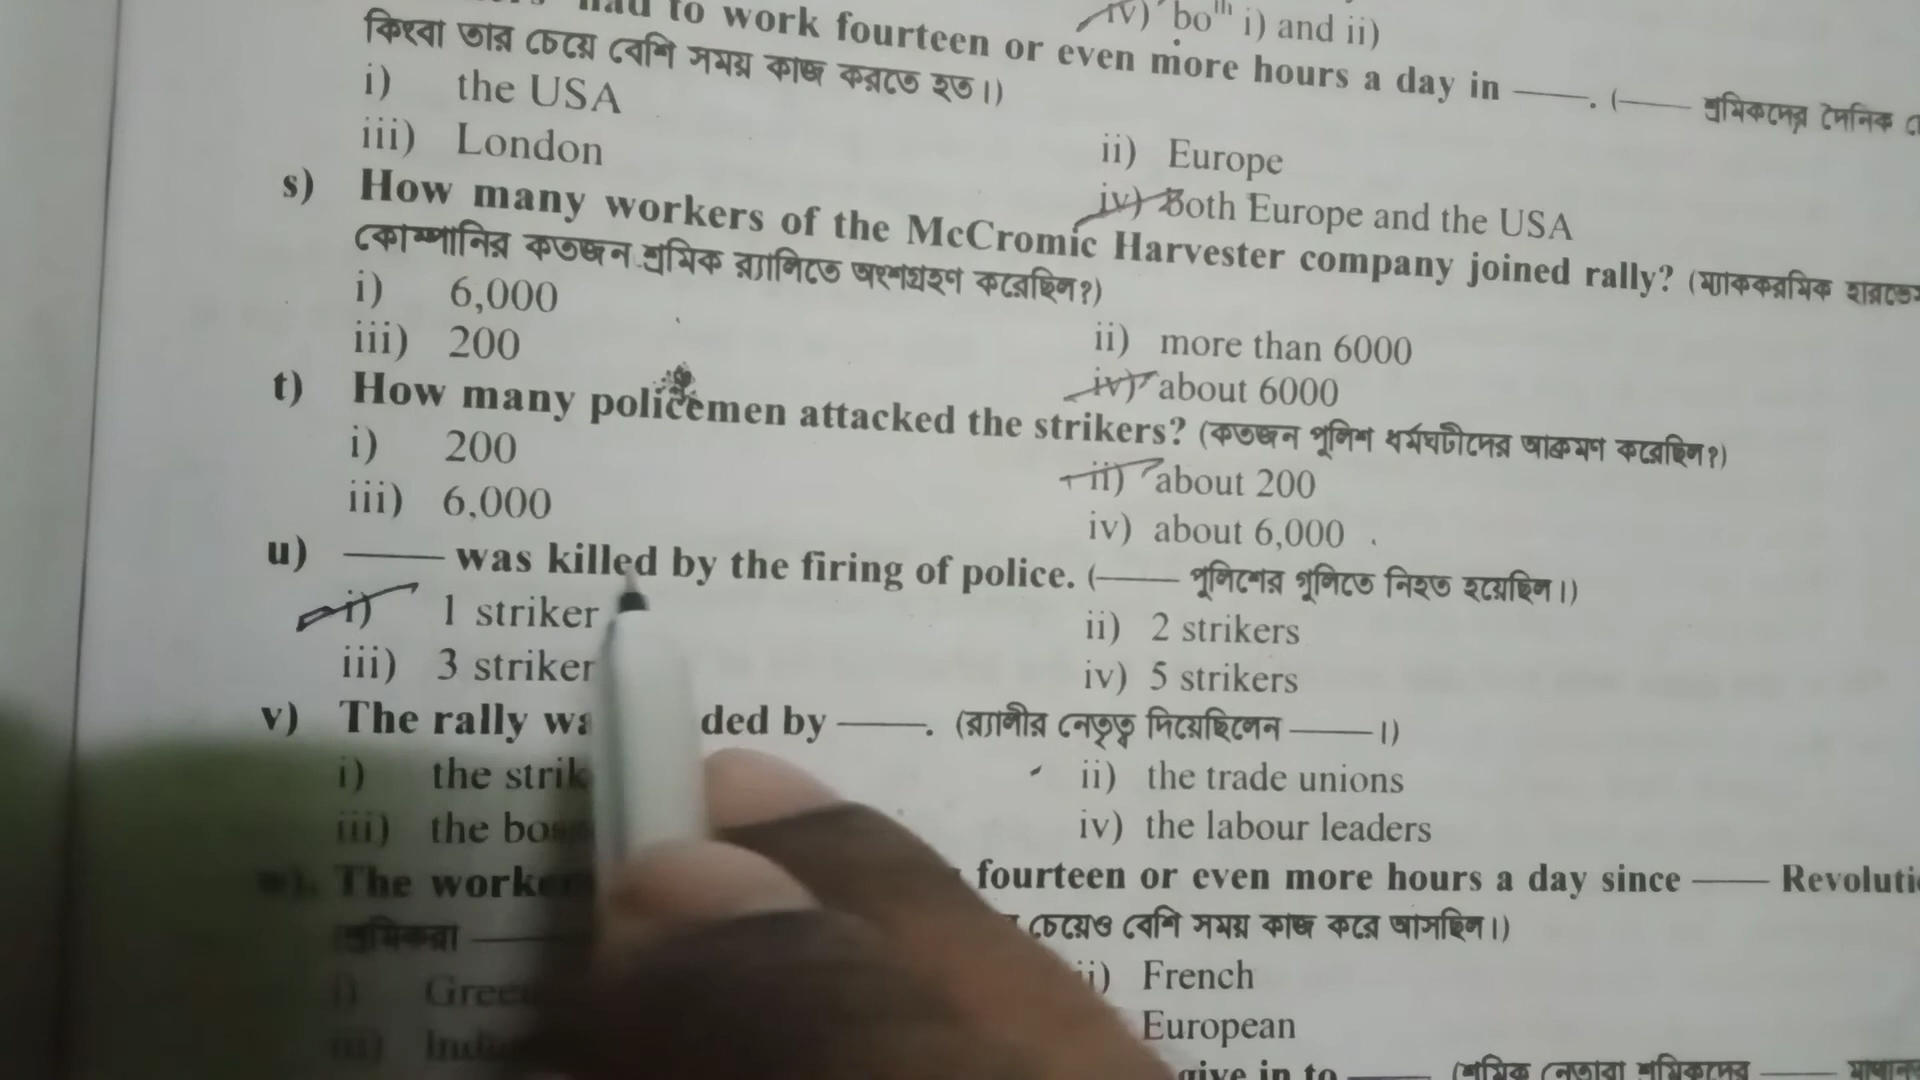 had to work fourteen or even more hours a day in ——. (—— শ্রমিকদের দৈনিক
iv) both i) and ii)
কিংবা তার চেয়ে বেশি সময় কাজ করতে হত।)
i) the USA
ii) Europe
iii) London
iv) Both Europe and the USA
s) How many workers of the McCromic Harvester company joined rally? (ম্যাককরমিক
কোম্পানির কতজন শ্রমিক র‍্যালিতে অংশগ্রহণ করেছিল?)
i) 6,000
ii) more than 6000
iii) 200
iv) about 6000
t) How many policemen attacked the strikers? (কতজন পুলিশ ধর্মঘটীদের আক্রমণ করেছিল?)
i) 200
ii) about 200
iii) 6,000
iv) about 6,000
u) —— was killed by the firing of police. (—— পুলিশের গুলিতে নিহত হয়েছিল।)
i) 1 striker
ii) 2 strikers
iii) 3 striker
iv) 5 strikers
v) The rally ded by ——. (র‍্যালীর নেতৃত্ব দিয়েছিলেন ——।)
i) the
ii) the trade unions
iii) the
iv) the labour leaders
The fourteen or even more hours a day since —— Revoluti
শ্রমিকরা —— চেয়েও বেশি সময় কাজ করে আসছিল।)
i)
ii) French
iii)
European
give in to —— (শ্রমিক নেতারা শ্রমিকদের ——